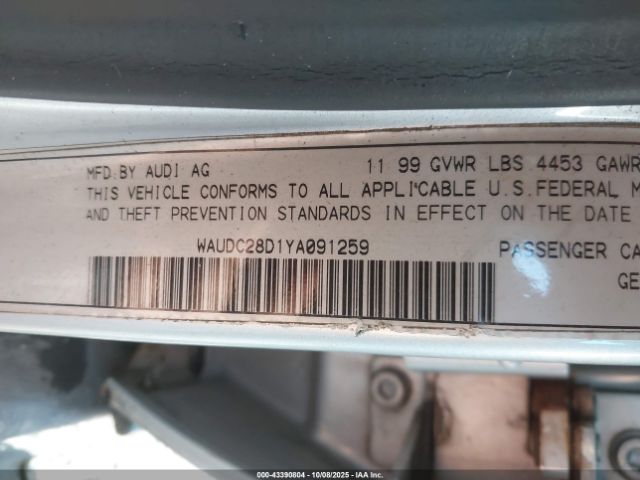 MFD.BY AUDI AG 11 99 GVWR LBS 4453 GAWR
THIS VEHICLE CONFORMS TO ALL APPLICABLE U.S.FEDERAL M
AND THEFT PREVENTION STANDARDS IN EFFECT ON THE DATE
WAUDC28D1YA091259 PASSENGER CA
GE
© 00-43390804 | 10/08/2025 - © IAA, Inc.